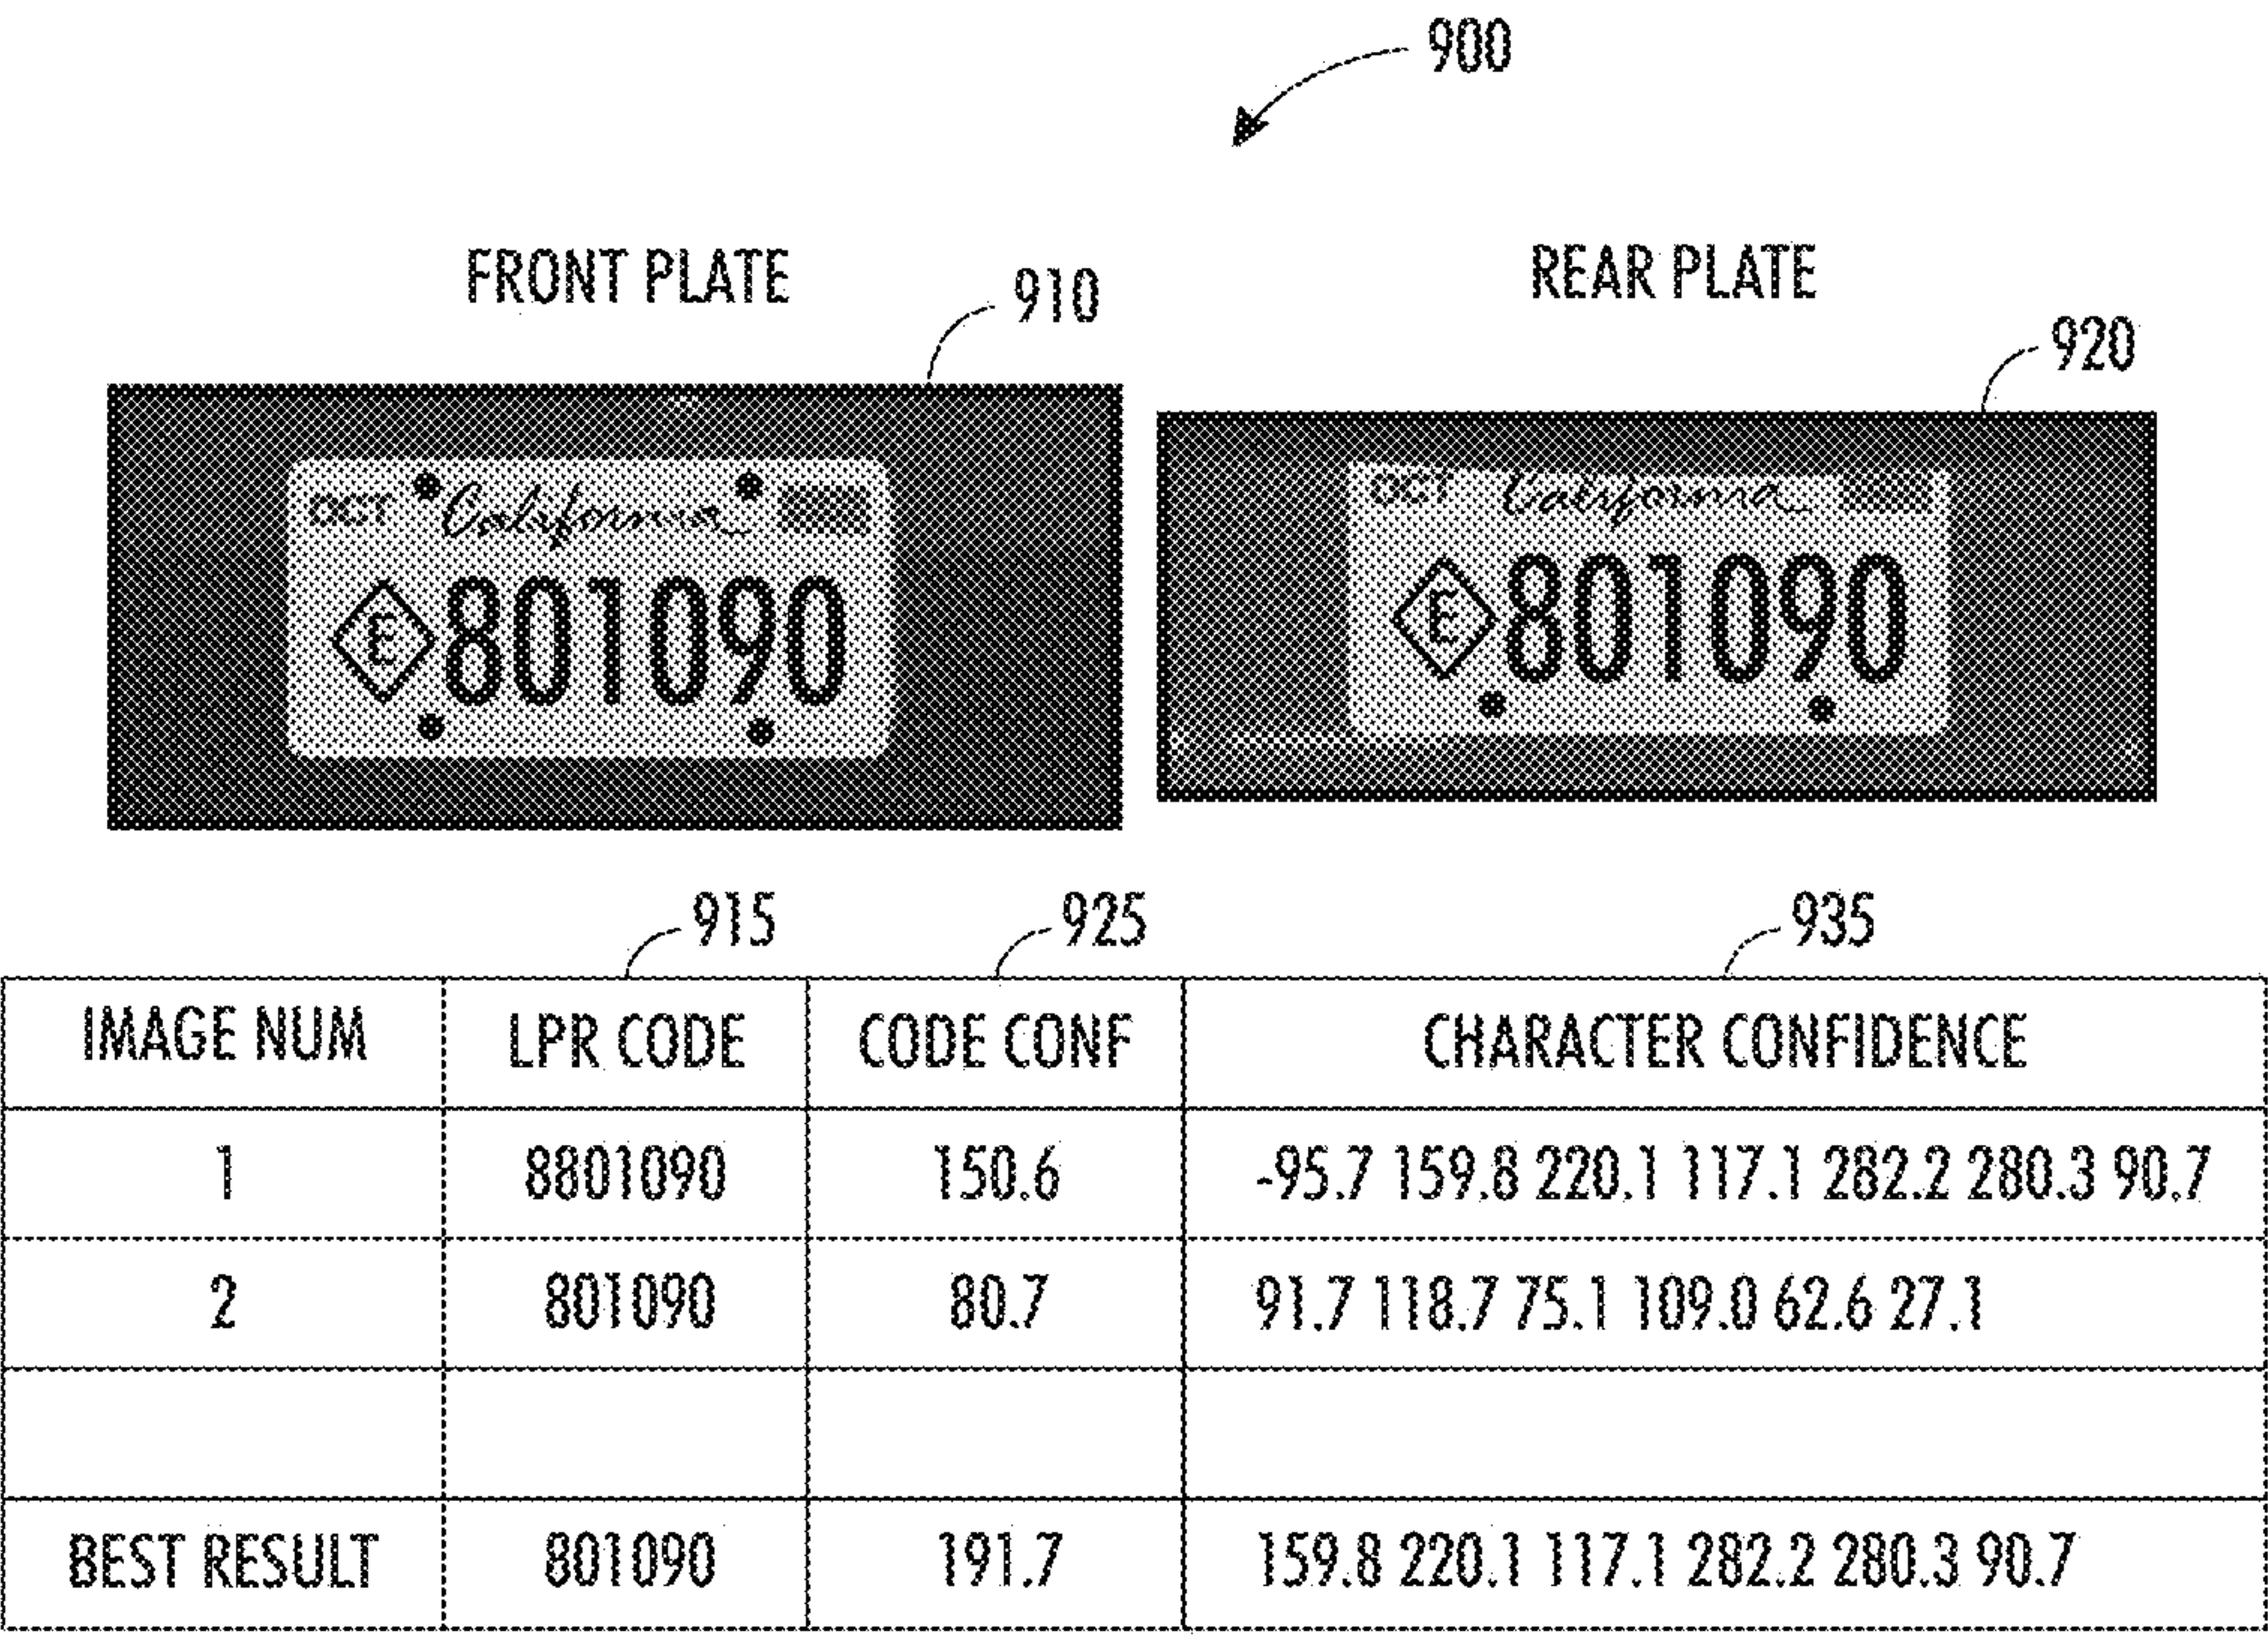 900
FRONT PLATE
REAR PLATE
910
920
OCT California
E 801090
OCT California
E 801090
915 925 935
IMAGE NUM LPR CODE CODE CONF CHARACTER CONFIDENCE
1 8801090 150.6 -95.7 159.8 220.1 117.1 282.2 280.3 90.7
2 801090 80.7 91.7 118.7 75.1 109.0 62.6 27.1
BEST RESULT 801090 191.7 159.8 220.1 117.1 282.2 280.3 90.7